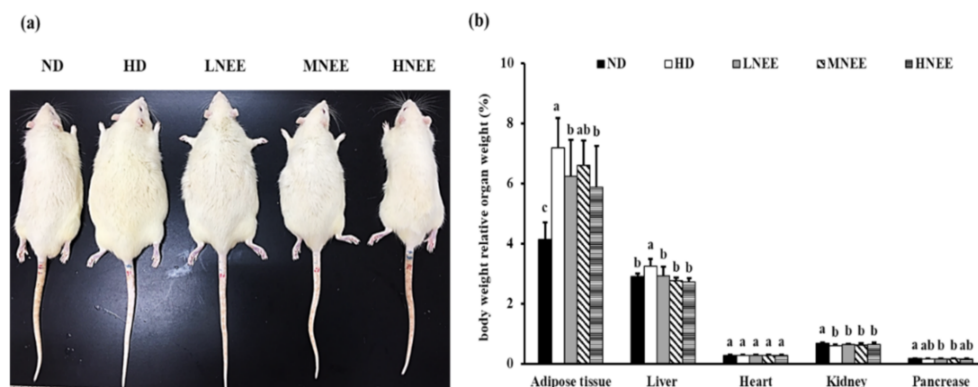 (a)
ND HD LNEE MNEE HNEE
(b)
body weight relative organ weight (%)
10
8
6
4
2
0
ND HD LNEE MNEE HNEE
c a b ab b
b a b b b
a a a a a
a b b b b
a ab b b ab
Adipose tissue Liver Heart Kidney Pancrease